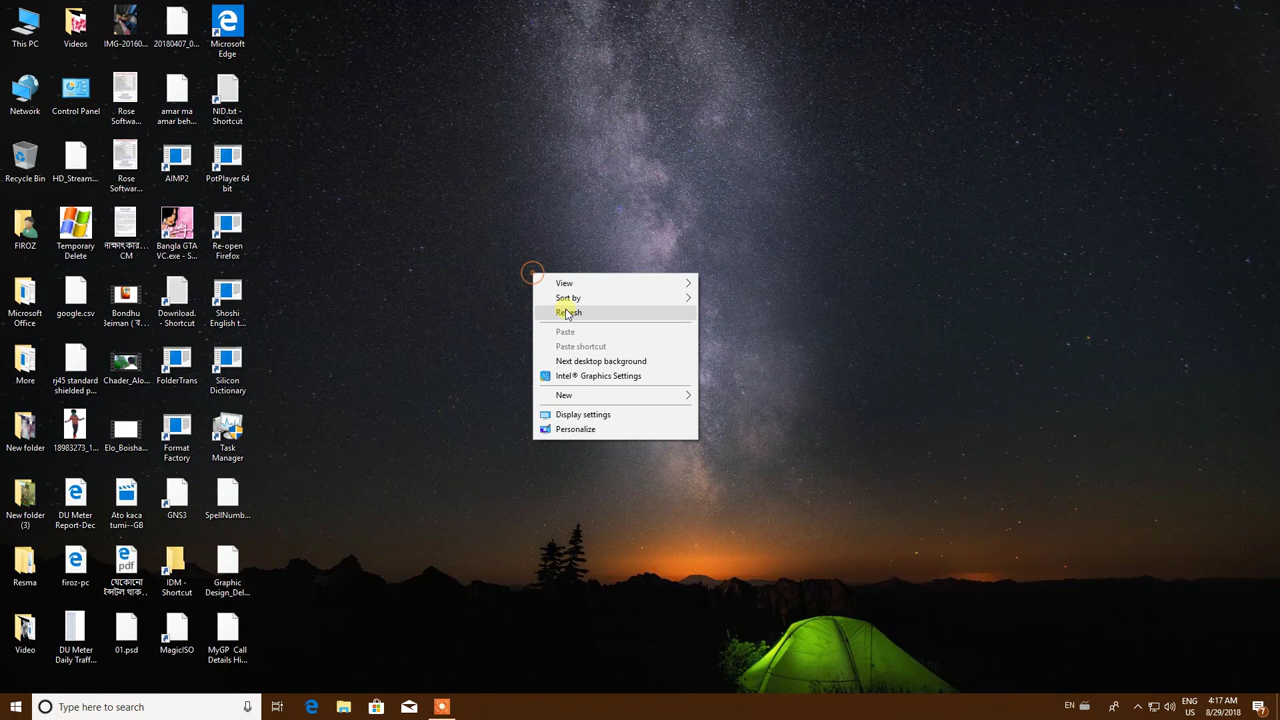 This PC
Videos
IMG-20160...
20180407_0...
Microsoft
Edge
Network
Control Panel
Rose
Softwa...
amar ma
amar beh...
NID.txt -
Shortcut
Recycle Bin
HD_Stream...
Rose
Softwa...
AIMP2
PotPlayer 64
bit
FIROZ
Temporary
Delete
CM
Bangla GTA
VC.exe - S...
Re-open
Firefox
Microsoft
Office
google.csv
Bondhu
Beiman ( ব...
Download.
- Shortcut
Shoshi
English t...
More
rj45 standard
shielded p...
Chader_Alo...
FolderTrans
Silicon
Dictionary
New folder
18983273_1...
Elo_Boisha...
Format
Factory
Task
Manager
New folder
(3)
DU Meter
Report-Dec
Ato kaca
tumi--GB
GNS3
SpellNumb...
Resma
firoz-pc
pdf
যেকোনো
ইন্সটল থাক...
IDM -
Shortcut
Graphic
Design_Del...
Video
DU Meter
Daily Traff...
01.psd
MagicISO
MyGP Call
Details Hi...
View
Sort by
Refresh
Paste
Paste shortcut
Next desktop background
Intel® Graphics Settings
New
Display settings
Personalize
Type here to search
EN
ENG
US
4:17 AM
8/29/2018